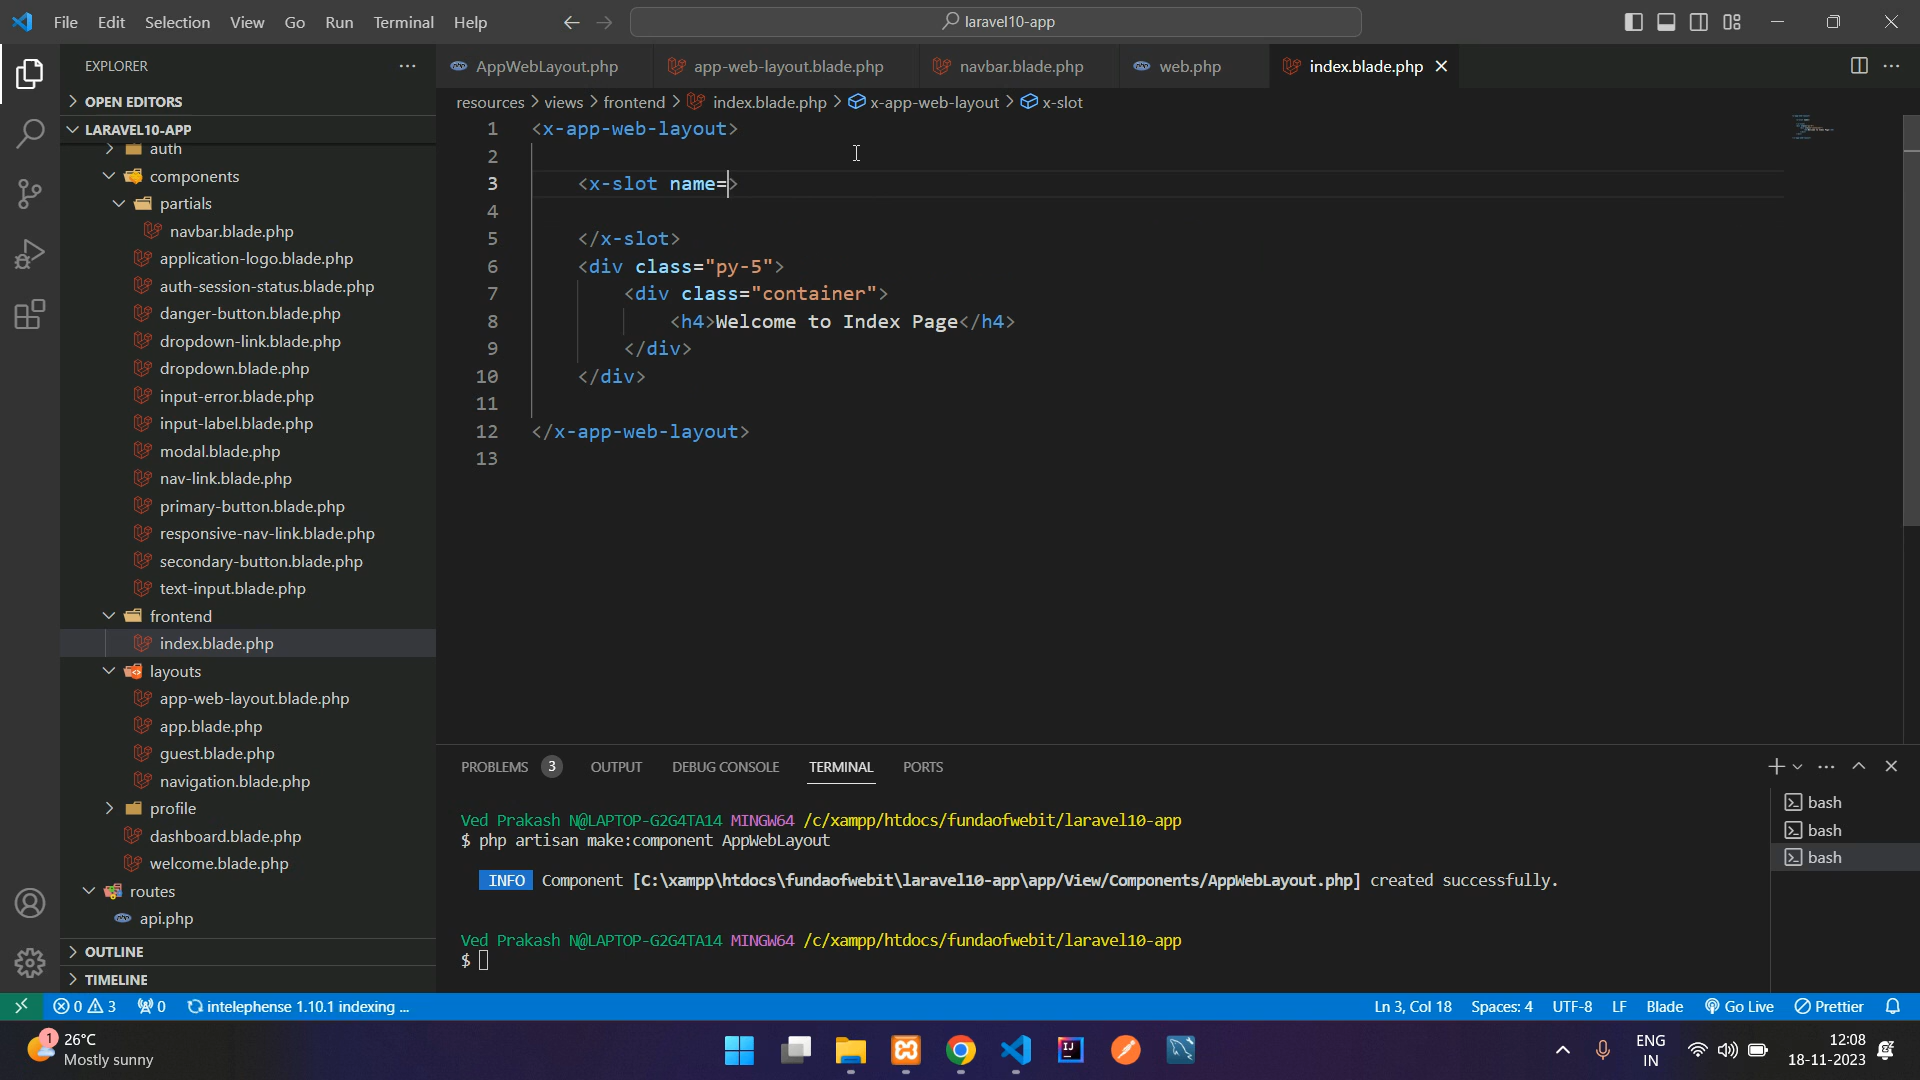 File Edit Selection View Go Run Terminal Help
laravel10-app
EXPLORER
OPEN EDITORS
LARAVEL10-APP
auth
components
partials
navbar.blade.php
application-logo.blade.php
auth-session-status.blade.php
danger-button.blade.php
dropdown-link.blade.php
dropdown.blade.php
input-error.blade.php
input-label.blade.php
modal.blade.php
nav-link.blade.php
primary-button.blade.php
responsive-nav-link.blade.php
secondary-button.blade.php
text-input.blade.php
frontend
index.blade.php
layouts
app-web-layout.blade.php
app.blade.php
guest.blade.php
navigation.blade.php
profile
dashboard.blade.php
welcome.blade.php
routes
api.php
OUTLINE
TIMELINE
AppWebLayout.php app-web-layout.blade.php navbar.blade.php web.php index.blade.php
resources > views > frontend > index.blade.php > x-app-web-layout > x-slot
1 <x-app-web-layout>
2
3 <x-slot name=>
4
5 </x-slot>
6 <div class="py-5">
7 <div class="container">
8 <h4>Welcome to Index Page</h4>
9 </div>
10 </div>
11
12 </x-app-web-layout>
13
PROBLEMS 3 OUTPUT DEBUG CONSOLE TERMINAL PORTS
Ved Prakash N@LAPTOP-G2G4TA14 MINGW64 /c/xampp/htdocs/fundaofwebit/laravel10-app
$ php artisan make:component AppWebLayout
INFO Component [C:\xampp\htdocs\fundaofwebit\laravel10-app\app/View/Components/AppWebLayout.php] created successfully.
Ved Prakash N@LAPTOP-G2G4TA14 MINGW64 /c/xampp/htdocs/fundaofwebit/laravel10-app
$
bash
bash
bash
0 3 0 intelephense 1.10.1 indexing ... Ln 3, Col 18 Spaces: 4 UTF-8 LF Blade Go Live Prettier
1 26°C
Mostly sunny
IJ
ENG
IN
12:08
18-11-2023